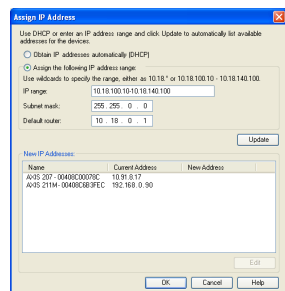 Assign IP Address
Use DHCP or enter an IP address range and click Update to automatically list available
addresses for the devices.
Obtain IP addresses automatically (DHCP)
Assign the following IP address range:
Use wildcards to specify the range, either as 10.18.* or 10.18.100.10 - 10.18.140.100.
IP range: 10.18.100.10-10.18.140.100
Subnet mask: 255 . 255 . 0 . 0
Default router: 10 . 18 . 0 . 1
Update
New IP Addresses:
Name Current Address New Address
AXIS 207 - 00408C00078C 10.91.8.17
AXIS 211M - 00408C6B3FEC 192.168.0.90
Edit
OK Cancel Help